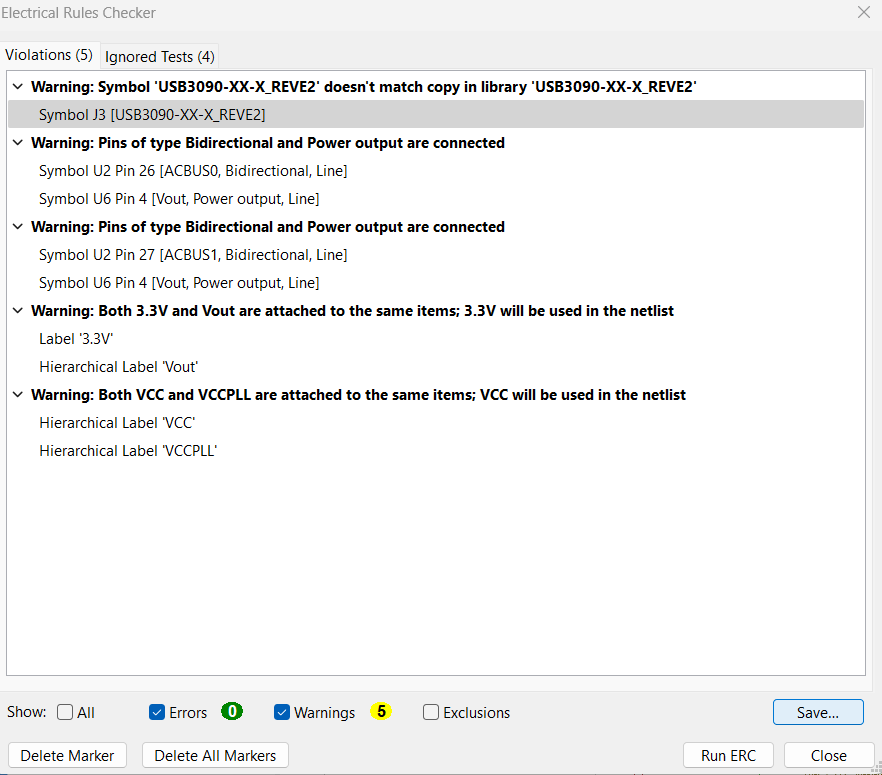 Electrical Rules Checker
Violations (5) Ignored Tests (4)
Warning: Symbol 'USB3090-XX-X_REVE2' doesn't match copy in library 'USB3090-XX-X_REVE2'
Symbol J3 [USB3090-XX-X_REVE2]
Warning: Pins of type Bidirectional and Power output are connected
Symbol U2 Pin 26 [ACBUS0, Bidirectional, Line]
Symbol U6 Pin 4 [Vout, Power output, Line]
Warning: Pins of type Bidirectional and Power output are connected
Symbol U2 Pin 27 [ACBUS1, Bidirectional, Line]
Symbol U6 Pin 4 [Vout, Power output, Line]
Warning: Both 3.3V and Vout are attached to the same items; 3.3V will be used in the netlist
Label '3.3V'
Hierarchical Label 'Vout'
Warning: Both VCC and VCCPLL are attached to the same items; VCC will be used in the netlist
Hierarchical Label 'VCC'
Hierarchical Label 'VCCPLL'
Show: All Errors 0 Warnings 5 Exclusions Save...
Delete Marker Delete All Markers Run ERC Close